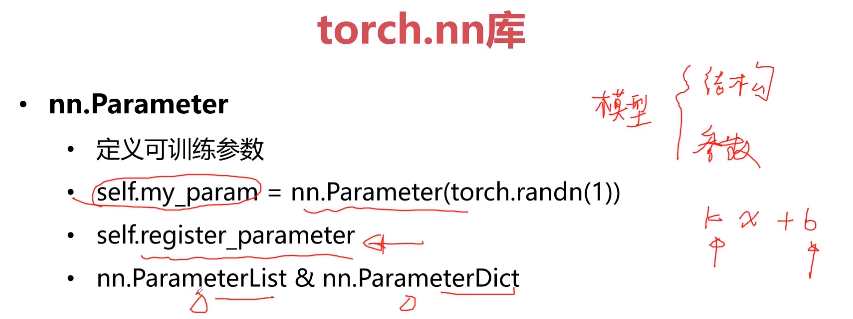 torch.nn库
• nn.Parameter
• 定义可训练参数
• self.my_param = nn.Parameter(torch.randn(1))
• self.register_parameter
• nn.ParameterList & nn.ParameterDict
模型
结构
参数
k x + b